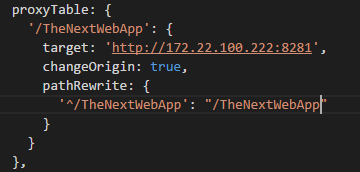 proxyTable: {
'/TheNextWebApp': {
target: 'http://172.22.100.222:8281',
changeOrigin: true,
pathRewrite: {
'^/TheNextWebApp': "/TheNextWebApp"
}
}
},